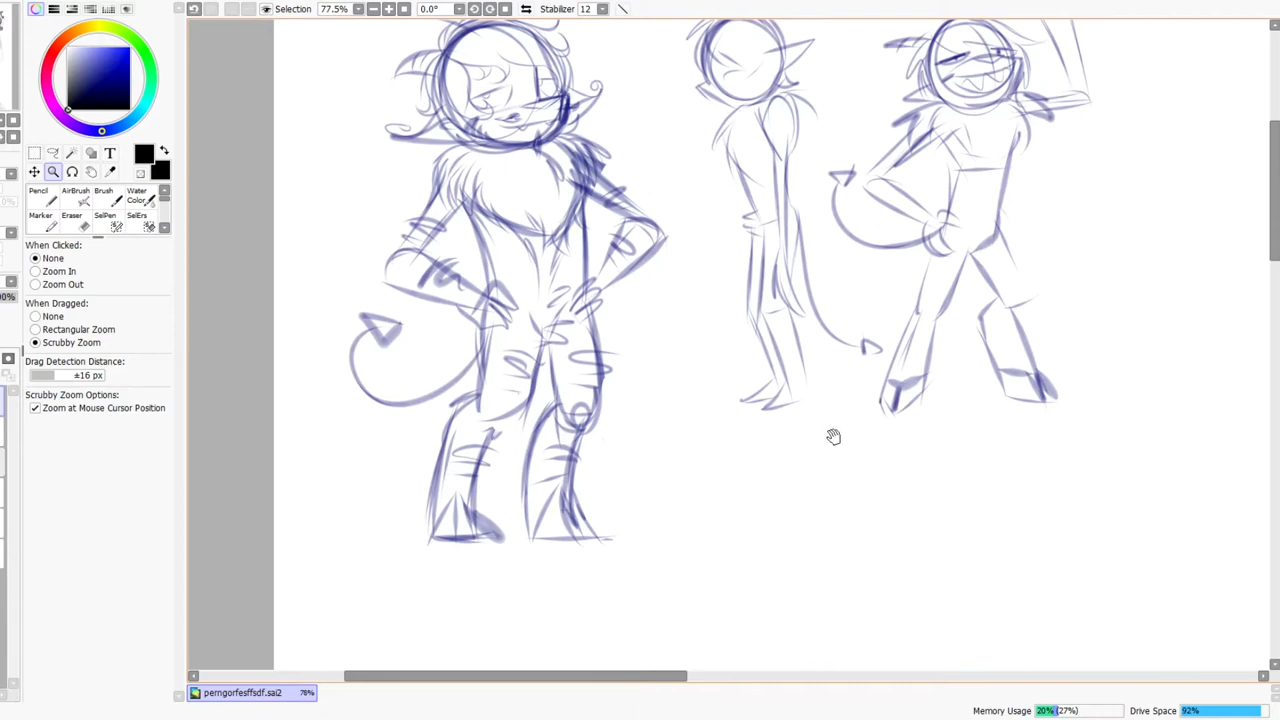 Selection 77.5% 0.0° Stabilizer 12
T
Pencil AirBrush Brush Water Color
Marker Eraser SelPen SelErs
When Clicked:
None
Zoom In
Zoom Out
When Dragged:
None
Rectangular Zoom
Scrubby Zoom
Drag Detection Distance:
±16 px
Scrubby Zoom Options:
Zoom at Mouse Cursor Position
perngorfesffsdf.sai2 78%
Memory Usage 20% (27%) Drive Space 92%